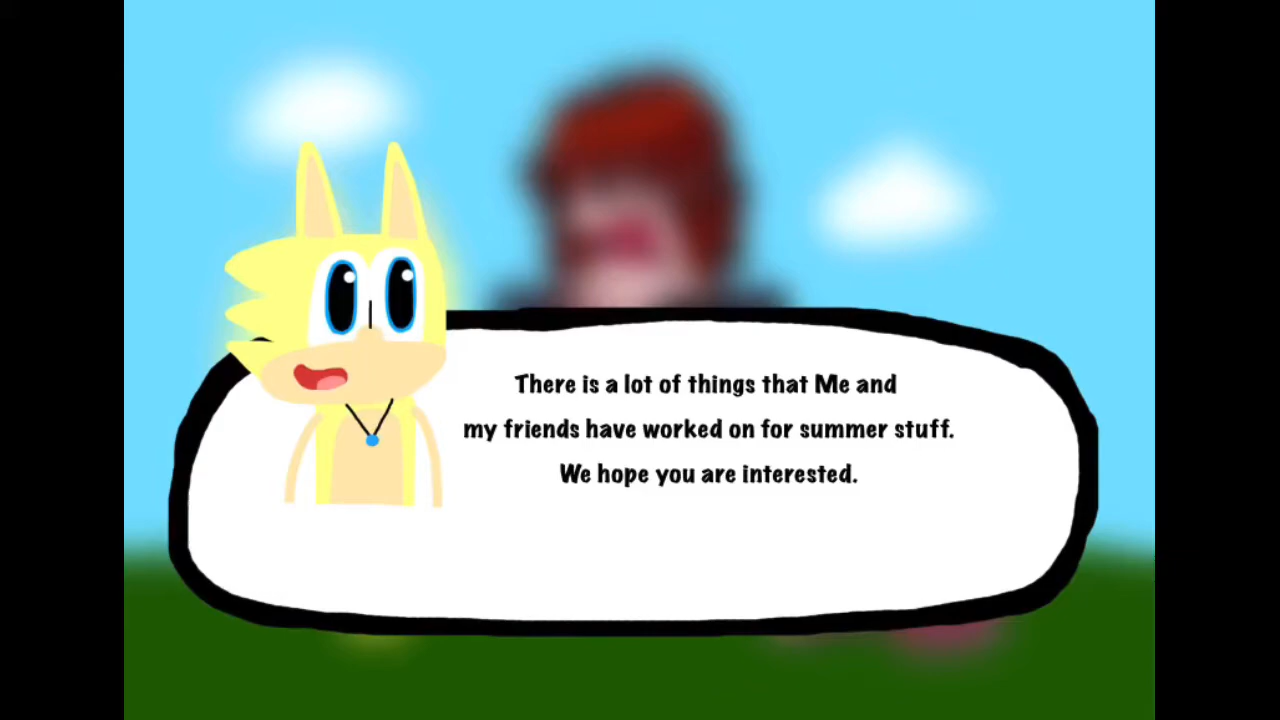 There is a lot of things that Me and
my friends have worked on for summer stuff.
We hope you are interested.